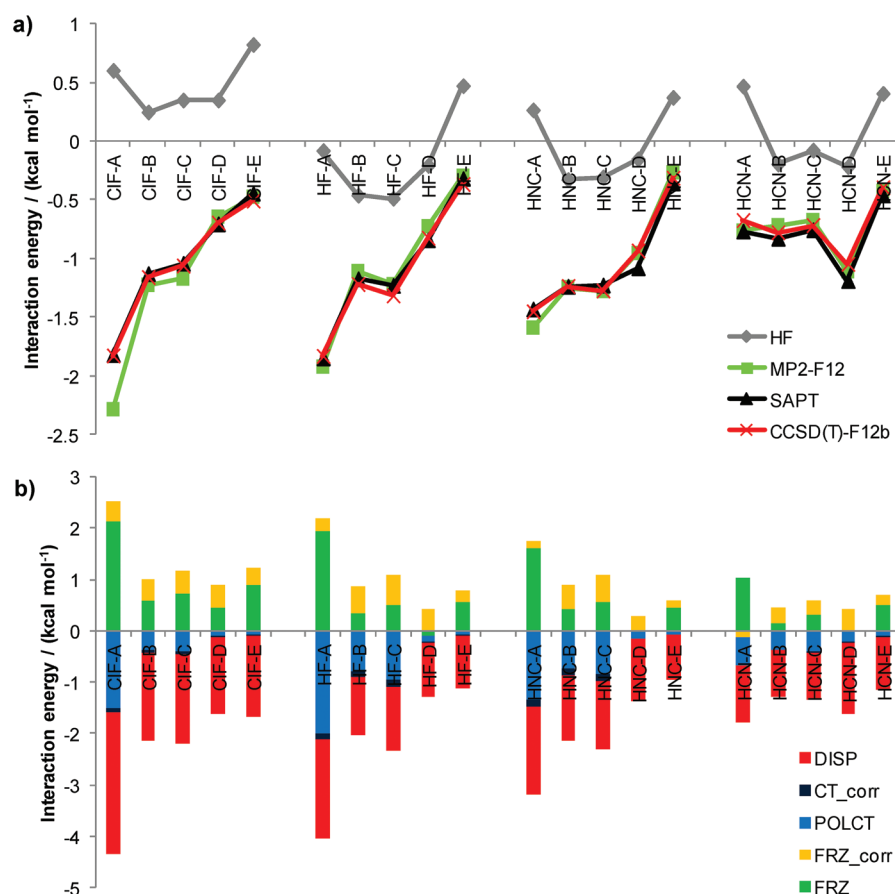 a)
Interaction energy / (kcal mol⁻¹)
1
0.5
0
-0.5
-1
-1.5
-2
-2.5
ClF-A
ClF-B
ClF-C
ClF-D
ClF-E
HF-A
HF-B
HF-C
HF-D
HF-E
HNC-A
HNC-B
HNC-C
HNC-D
HNC-E
HCN-A
HCN-B
HCN-C
HCN-D
HCN-E
HF
MP2-F12
SAPT
CCSD(T)-F12b
b)
Interaction energy / (kcal mol⁻¹)
3
2
1
0
-1
-2
-3
-4
-5
ClF-A
ClF-B
ClF-C
ClF-D
ClF-E
HF-A
HF-B
HF-C
HF-D
HF-E
HNC-A
HNC-B
HNC-C
HNC-D
HNC-E
HCN-A
HCN-B
HCN-C
HCN-D
HCN-E
DISP
CT_corr
POLCT
FRZ_corr
FRZ